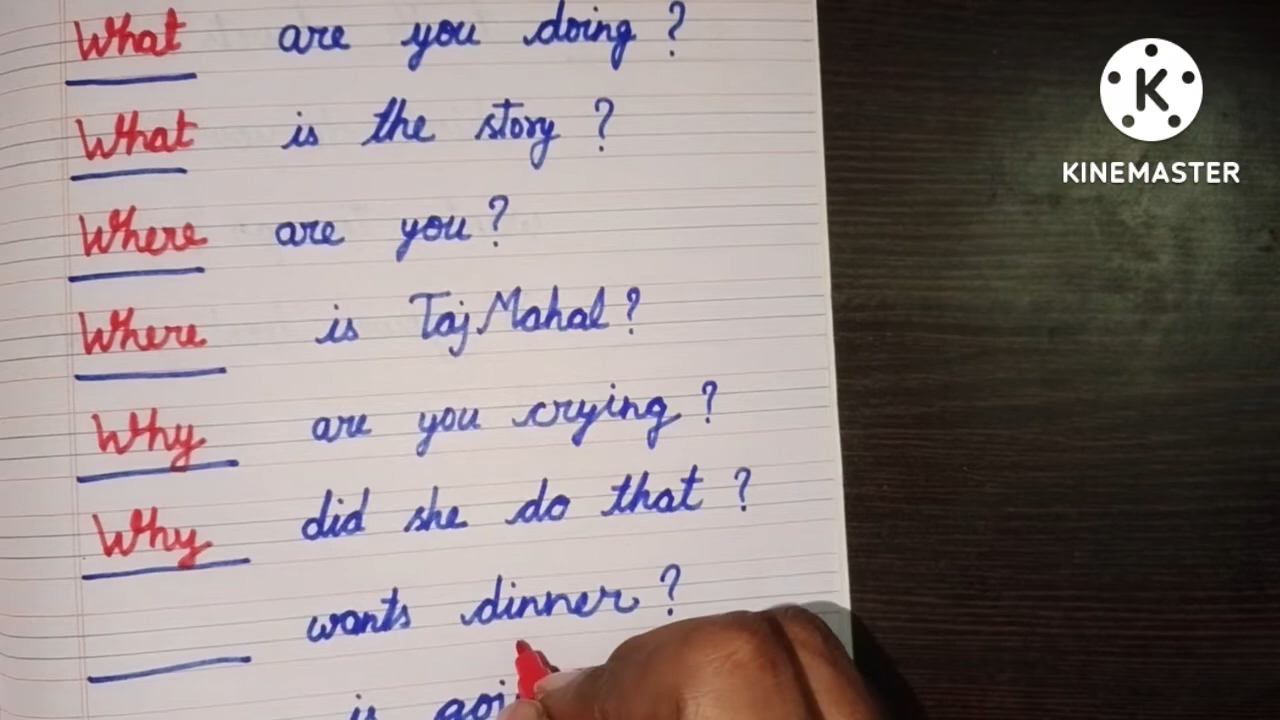 What are you doing ?
What is the story ?
Where are you ?
Where is Taj Mahal ?
Why are you crying ?
Why did she do that ?
wants dinner ?
is
K
KINEMASTER